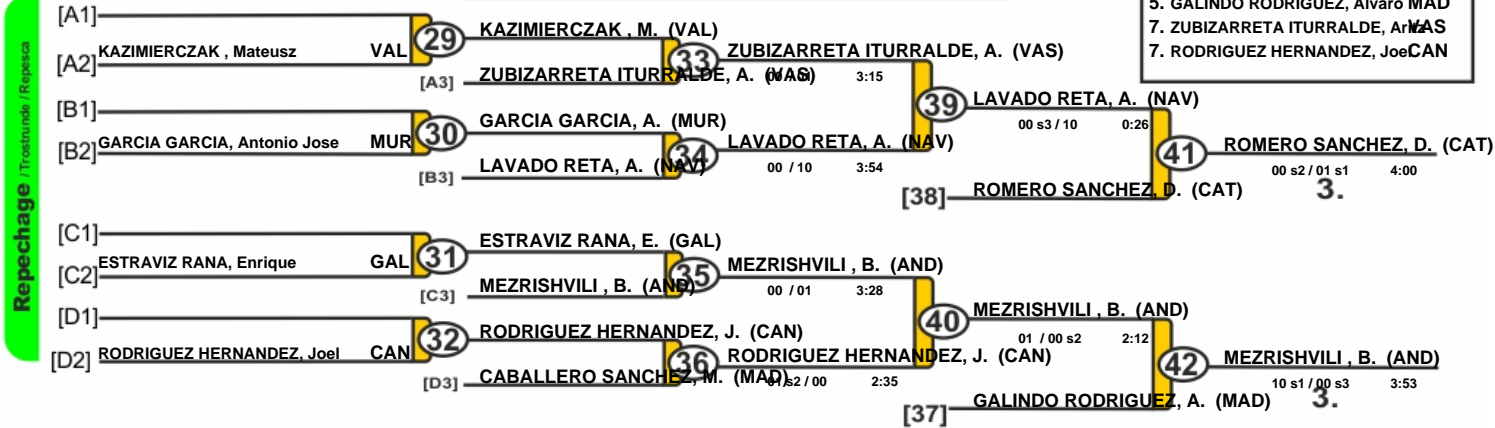 5. GALINDO RODRIGUEZ, Alvaro MAD
7. ZUBIZARRETA ITURRALDE, VAS
7. RODRIGUEZ HERNANDEZ, Joel CAN
Repechage / Trostrunde / Repesca
[A1]
[A2] KAZIMIERCZAK , Mateusz VAL
29
KAZIMIERCZAK , M. (VAL)
[A3] ZUBIZARRETA ITURRALDE, A. (VAS)
33
ZUBIZARRETA ITURRALDE, A. (VAS)
3:15
[B1]
[B2] GARCIA GARCIA, Antonio Jose MUR
30
GARCIA GARCIA, A. (MUR)
[B3] LAVADO RETA, A. (NAV)
34
LAVADO RETA, A. (NAV)
00 / 10 3:54
39
LAVADO RETA, A. (NAV)
00 s3 / 10 0:26
[38] ROMERO SANCHEZ, D. (CAT)
41
ROMERO SANCHEZ, D. (CAT)
00 s2 / 01 s1 4:00
3.
[C1]
[C2] ESTRAVIZ RANA, Enrique GAL
31
ESTRAVIZ RANA, E. (GAL)
[C3] MEZRISHVILI , B. (AND)
35
MEZRISHVILI , B. (AND)
00 / 01 3:28
[D1]
[D2] RODRIGUEZ HERNANDEZ, Joel CAN
32
RODRIGUEZ HERNANDEZ, J. (CAN)
[D3] CABALLERO SANCHEZ, M. (MAD)
36
RODRIGUEZ HERNANDEZ, J. (CAN)
01 s2 / 00 2:35
40
MEZRISHVILI , B. (AND)
01 / 00 s2 2:12
[37] GALINDO RODRIGUEZ, A. (MAD)
42
MEZRISHVILI , B. (AND)
10 s1 / 00 s3 3:53
3.